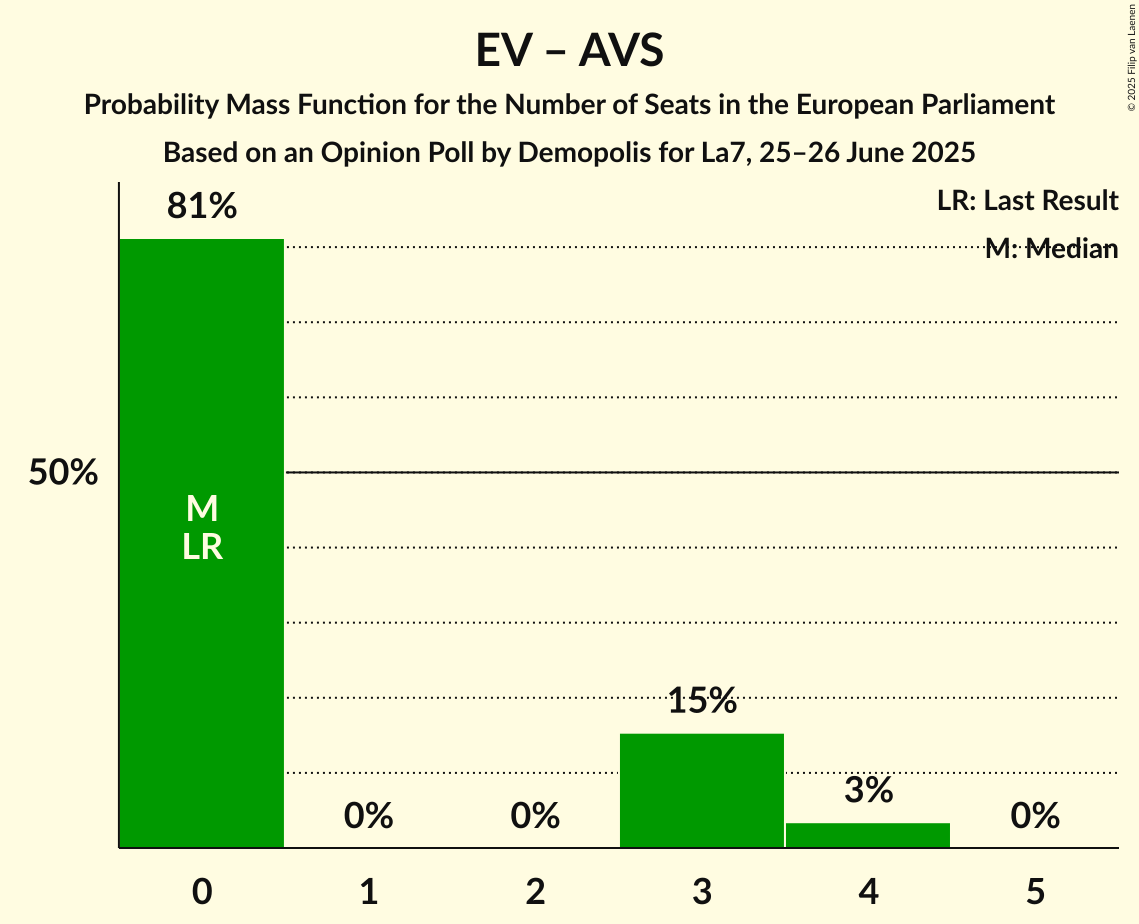 EV – AVS
Probability Mass Function for the Number of Seats in the European Parliament
Based on an Opinion Poll by Demopolis for La7, 25–26 June 2025
© 2025 Filip van Laenen
LR: Last Result
M: Median
81%
50%
M
LR
0%
0%
15%
3%
0%
0
1
2
3
4
5